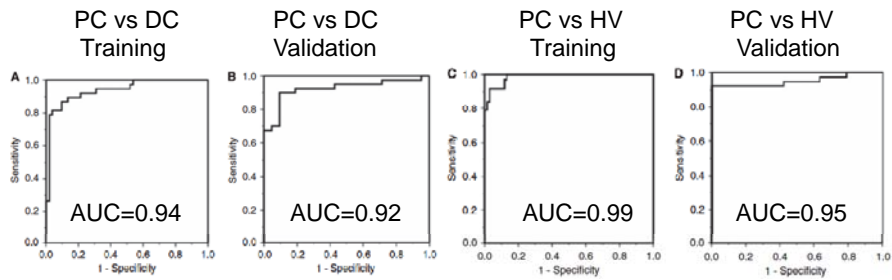 PC vs DC
Training
PC vs DC
Validation
PC vs HV
Training
PC vs HV
Validation
A
1.0
0.8
0.6
0.4
0.2
0.0
Sensitivity
AUC=0.94
0.0 0.2 0.4 0.6 0.8 1.0
1 - Specificity
B
1.0
0.8
0.6
0.4
0.2
0.0
Sensitivity
AUC=0.92
0.0 0.2 0.4 0.6 0.8 1.0
1 - Specificity
C
1.0
0.8
0.6
0.4
0.2
0.0
Sensitivity
AUC=0.99
0.0 0.2 0.4 0.6 0.8 1.0
1 - Specificity
D
1.0
0.8
0.6
0.4
0.2
0.0
Sensitivity
AUC=0.95
0.0 0.2 0.4 0.6 0.8 1.0
1 - Specificity